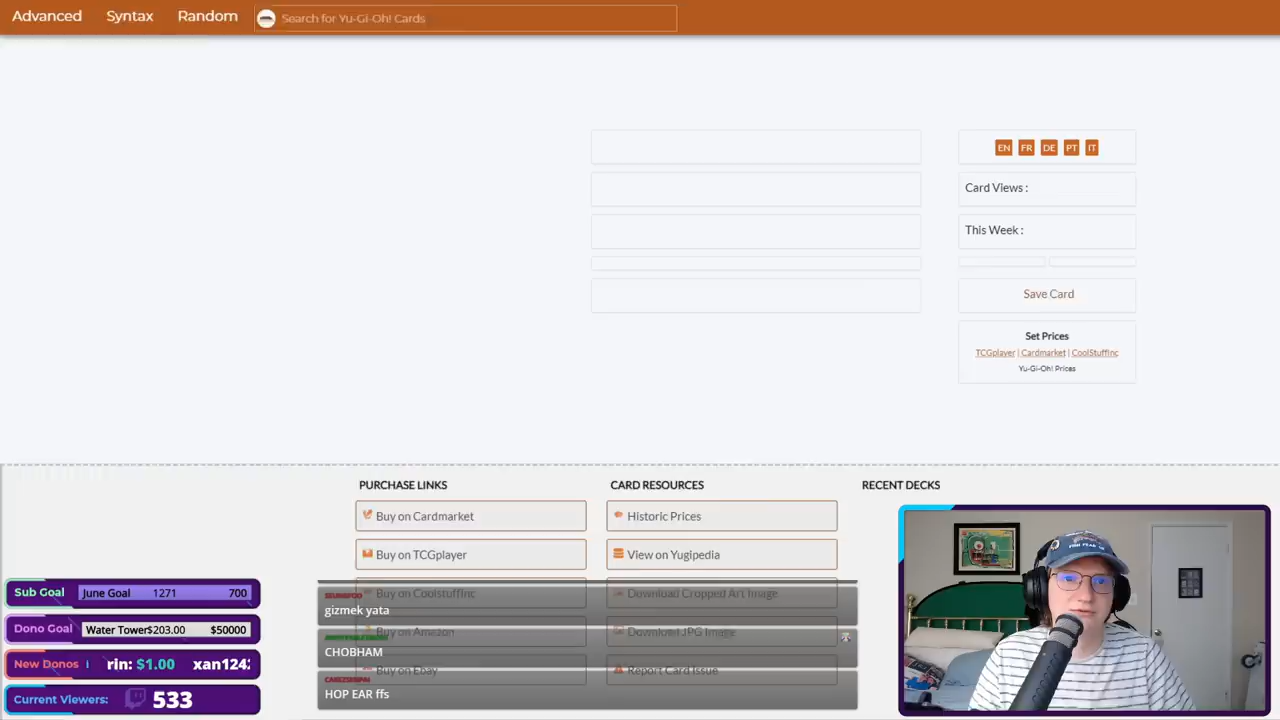 Advanced
Syntax
Random
Search for Yu-Gi-Oh! Cards
EN FR DE PT IT
Card Views :
This Week :
Save Card
Set Prices
TCGplayer | Cardmarket | CoolStuffInc
Yu-Gi-Oh! Prices
PURCHASE LINKS
Buy on Cardmarket
Buy on TCGplayer
Buy on CoolstuffInc
Buy on Amazon
Buy on Ebay
CARD RESOURCES
Historic Prices
View on Yugipedia
Download Cropped Art Image
Download JPG Image
Report Card Issue
RECENT DECKS
gizmek yata
CHOBHAM
HOP EAR ffs
Sub Goal
June Goal 1271 700
Dono Goal
Water Tower $203.00 $50000
New Donos
rin: $1.00 xan124
Current Viewers: 533